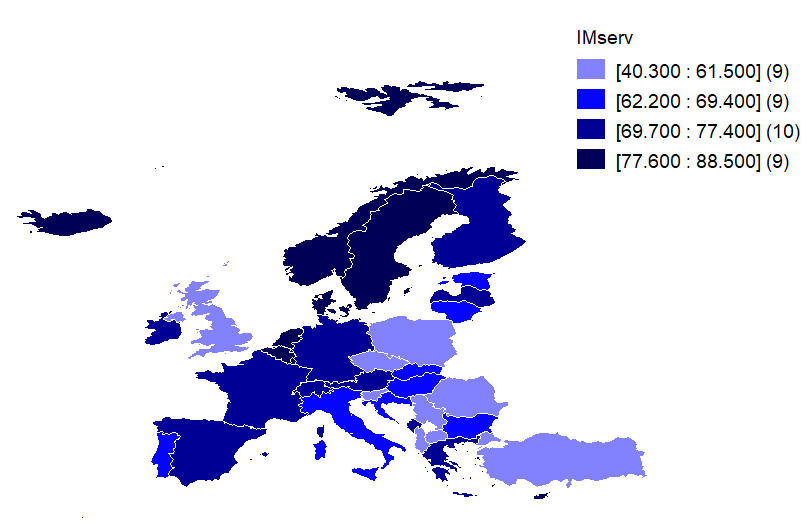 IMserv
[40.300 : 61.500] (9)
[62.200 : 69.400] (9)
[69.700 : 77.400] (10)
[77.600 : 88.500] (9)